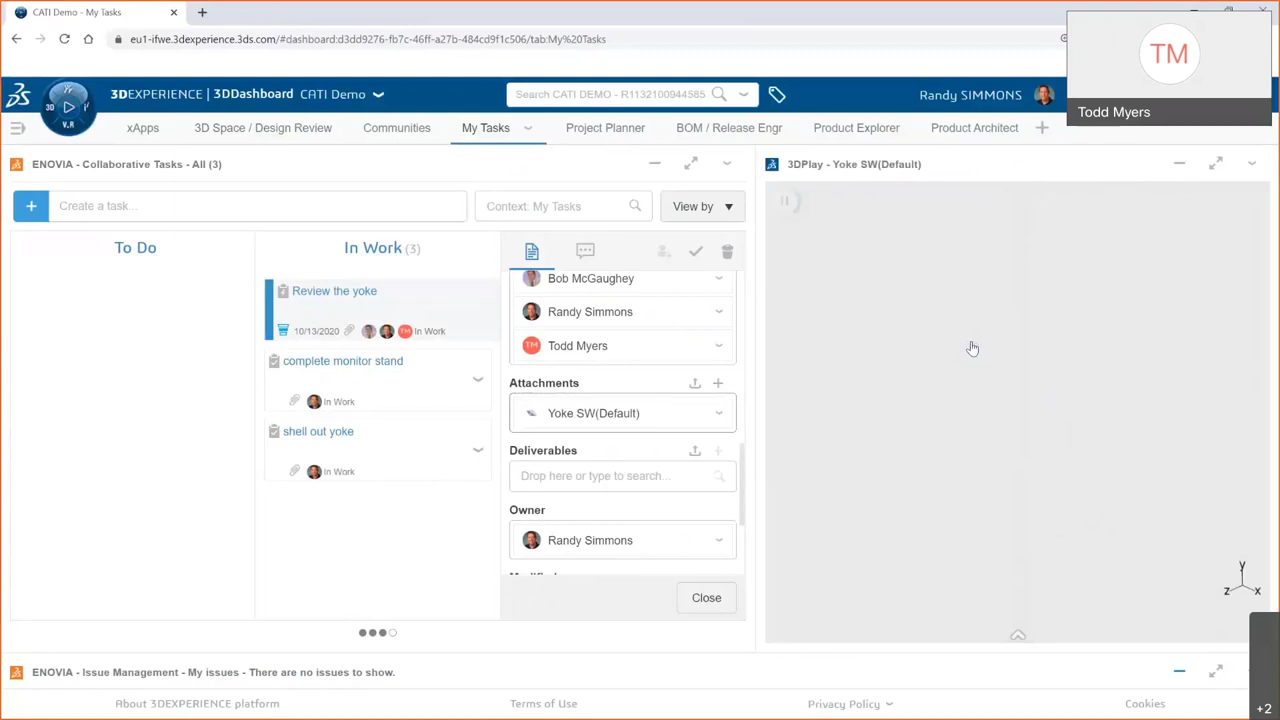 CATI Demo - My Tasks
eu1-ifwe.3dexperience.3ds.com/#dashboard:d3dd9276-fb7c-46ff-a27b-484cd9f1c506/tab:My%20Tasks
TM
Todd Myers
3DEXPERIENCE | 3DDashboard CATI Demo
Search CATI DEMO - R1132100944585
Randy SIMMONS
3D
V.R
xApps
3D Space / Design Review
Communities
My Tasks
Project Planner
BOM / Release Engr
Product Explorer
Product Architect
ENOVIA - Collaborative Tasks - All (3)
3DPlay - Yoke SW(Default)
Create a task...
Context: My Tasks
View by
To Do
In Work (3)
Review the yoke
10/13/2020 TM In Work
complete monitor stand
In Work
shell out yoke
In Work
Bob McGaughey
Randy Simmons
TM Todd Myers
Attachments
Yoke SW(Default)
Deliverables
Drop here or type to search...
Owner
Randy Simmons
Close
y
z x
ENOVIA - Issue Management - My issues - There are no issues to show.
About 3DEXPERIENCE platform
Terms of Use
Privacy Policy
Cookies
+2